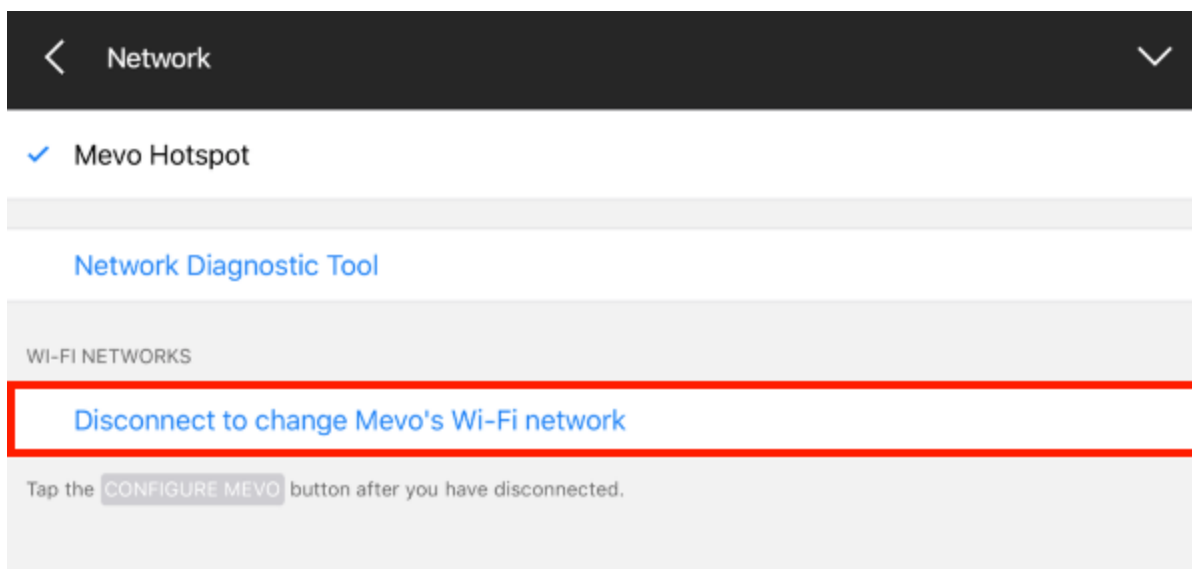 Network
Mevo Hotspot
Network Diagnostic Tool
WI-FI NETWORKS
Disconnect to change Mevo's Wi-Fi network
Tap the CONFIGURE MEVO button after you have disconnected.